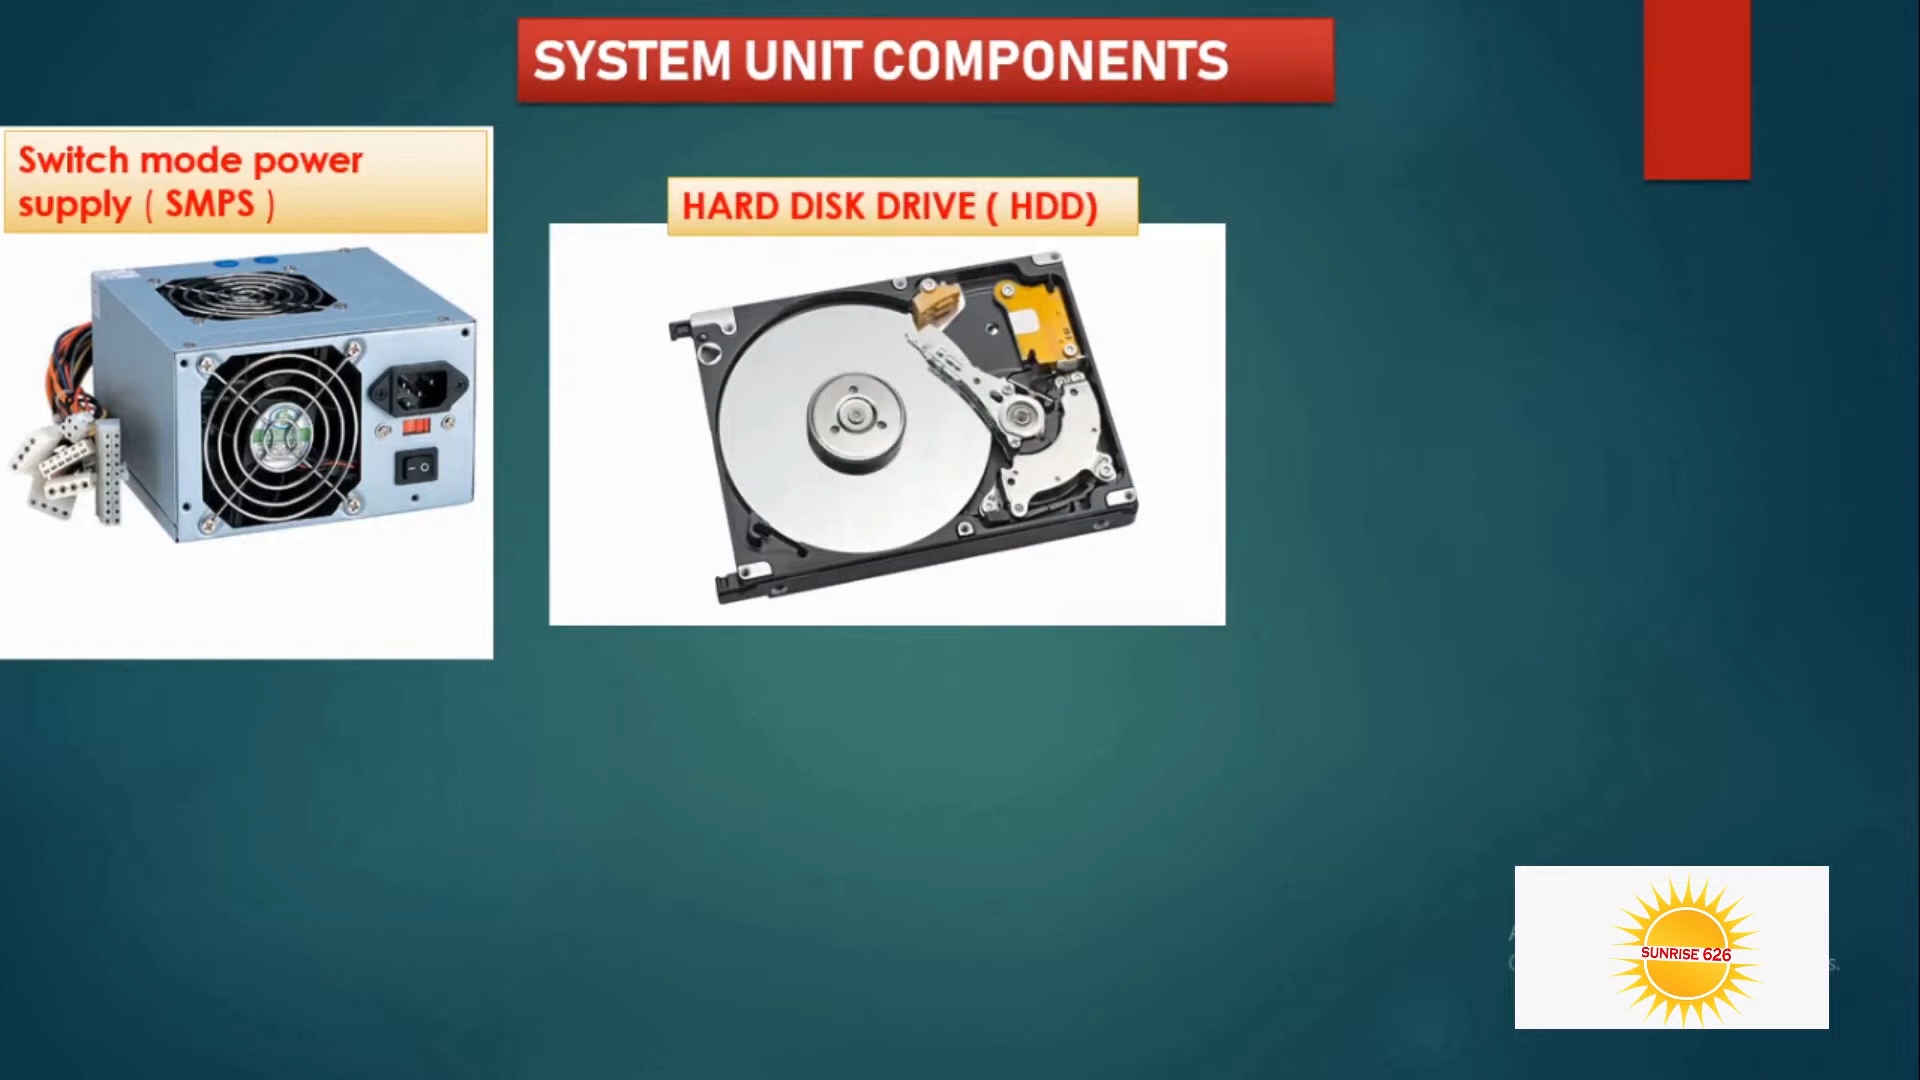 SYSTEM UNIT COMPONENTS
Switch mode power
supply ( SMPS )
HARD DISK DRIVE ( HDD)
SUNRISE 626